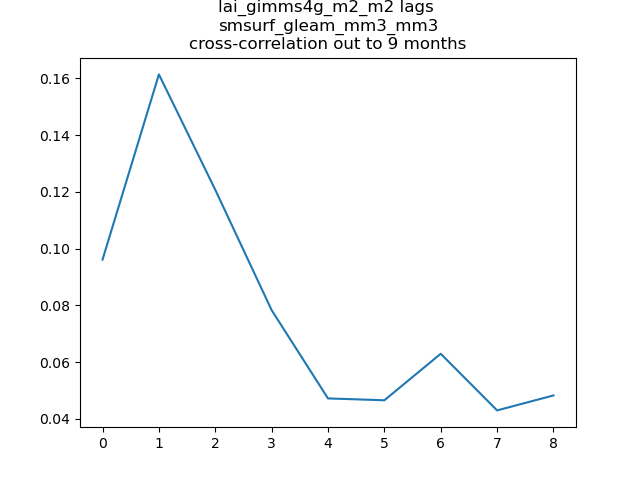 lai_gimms4g_m2_m2 lags
smsurf_gleam_mm3_mm3
cross-correlation out to 9 months
0.16
0.14
0.12
0.10
0.08
0.06
0.04
0 1 2 3 4 5 6 7 8